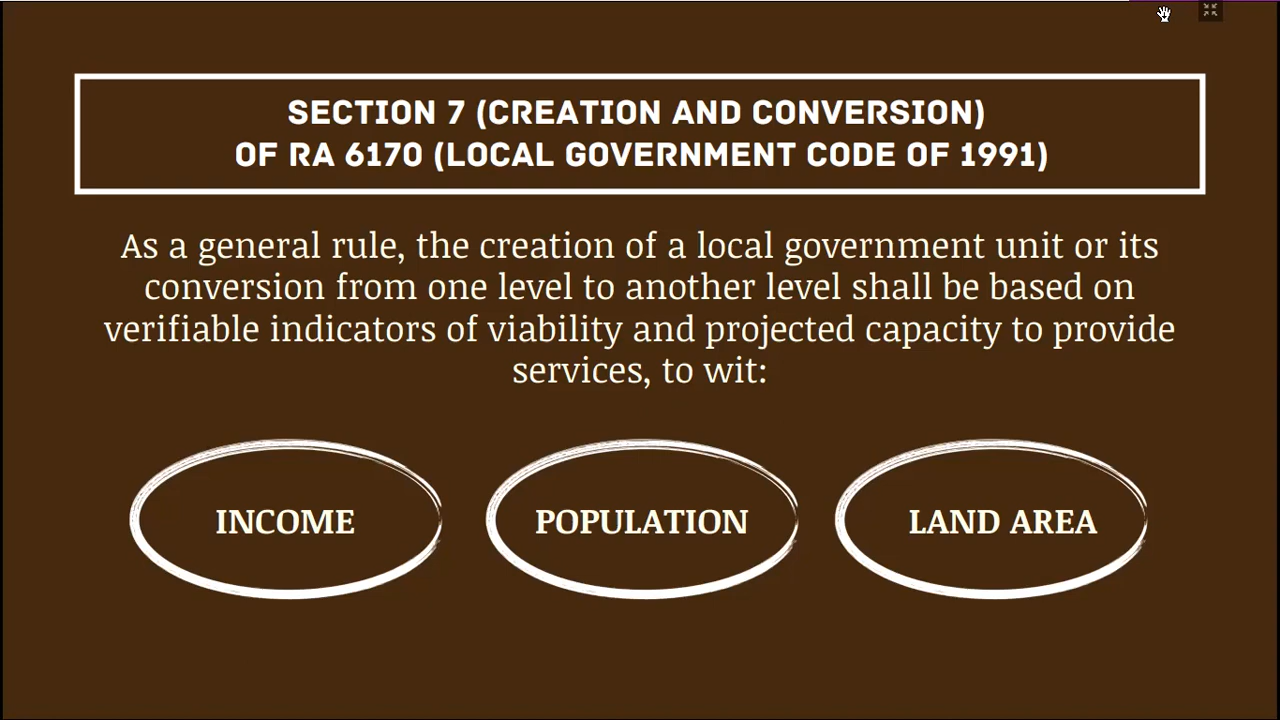 SECTION 7 (CREATION AND CONVERSION)
OF RA 6170 (LOCAL GOVERNMENT CODE OF 1991)
As a general rule, the creation of a local government unit or its
conversion from one level to another level shall be based on
verifiable indicators of viability and projected capacity to provide
services, to wit:
INCOME
POPULATION
LAND AREA